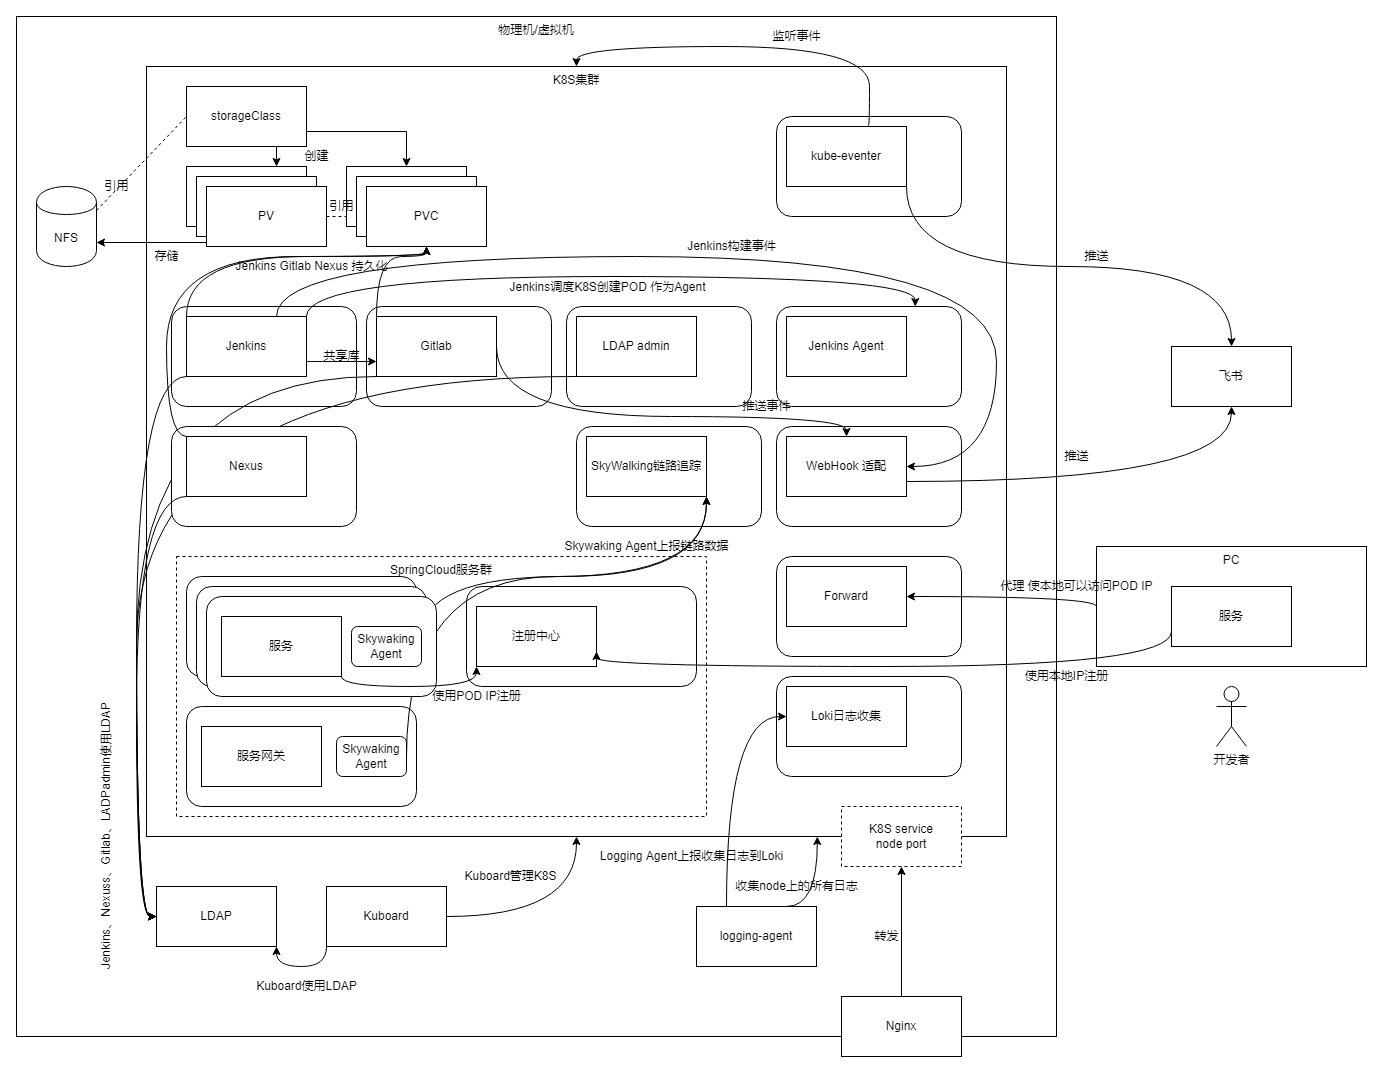 物理机/虚拟机
监听事件
K8S集群
storageClass
创建
kube-eventer
引用
PV
引用
PVC
NFS
存储
Jenkins Gitlab Nexus 持久化
Jenkins构建事件
推送
Jenkins调度K8S创建POD 作为Agent
Jenkins
共享库
Gitlab
LDAP admin
Jenkins Agent
飞书
推送事件
Nexus
SkyWalking链路追踪
WebHook 适配
推送
Skywaking Agent上报链路数据
SpringCloud服务群
PC
代理 使本地可以访问POD IP
Forward
服务
服务
Skywaking
Agent
注册中心
使用POD IP注册
使用本地IP注册
Loki日志收集
服务网关
Skywaking
Agent
开发者
Jenkins、Nexuss、Gitlab、LADPadmin使用LDAP
K8S service
node port
Logging Agent上报收集日志到Loki
Kuboard管理K8S
收集node上的所有日志
LDAP
Kuboard
logging-agent
转发
Kuboard使用LDAP
Nginx